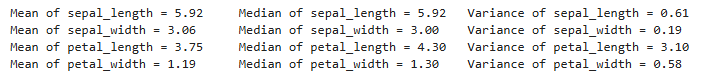 Mean of sepal_length = 5.92 Median of sepal_length = 5.92 Variance of sepal_length = 0.61
Mean of sepal_width = 3.06 Median of sepal_width = 3.00 Variance of sepal_width = 0.19
Mean of petal_length = 3.75 Median of petal_length = 4.30 Variance of petal_length = 3.10
Mean of petal_width = 1.19 Median of petal_width = 1.30 Variance of petal_width = 0.58